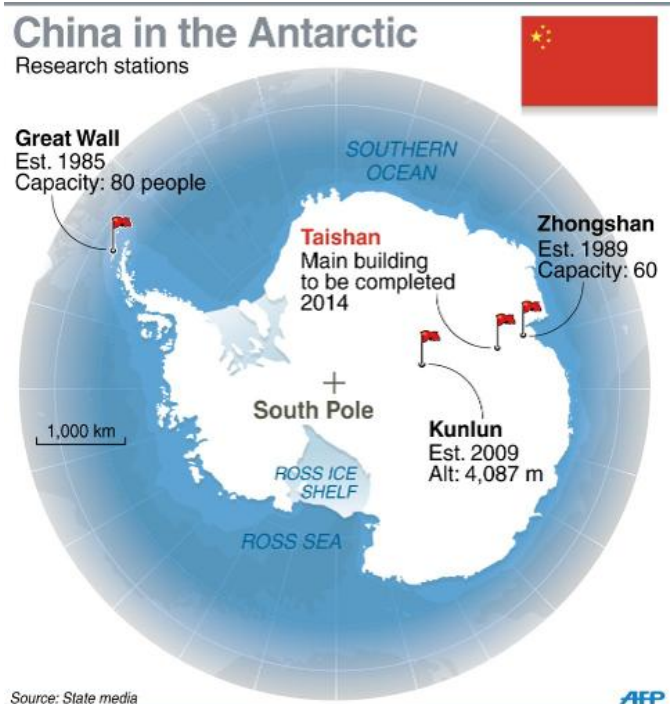 China in the Antarctic
Research stations
Great Wall
Est. 1985
Capacity: 80 people
SOUTHERN
OCEAN
Taishan
Main building
to be completed
2014
Zhongshan
Est. 1989
Capacity: 60
South Pole
Kunlun
Est. 2009
Alt: 4,087 m
1,000 km
ROSS ICE
SHELF
ROSS SEA
Source: State media
AFP